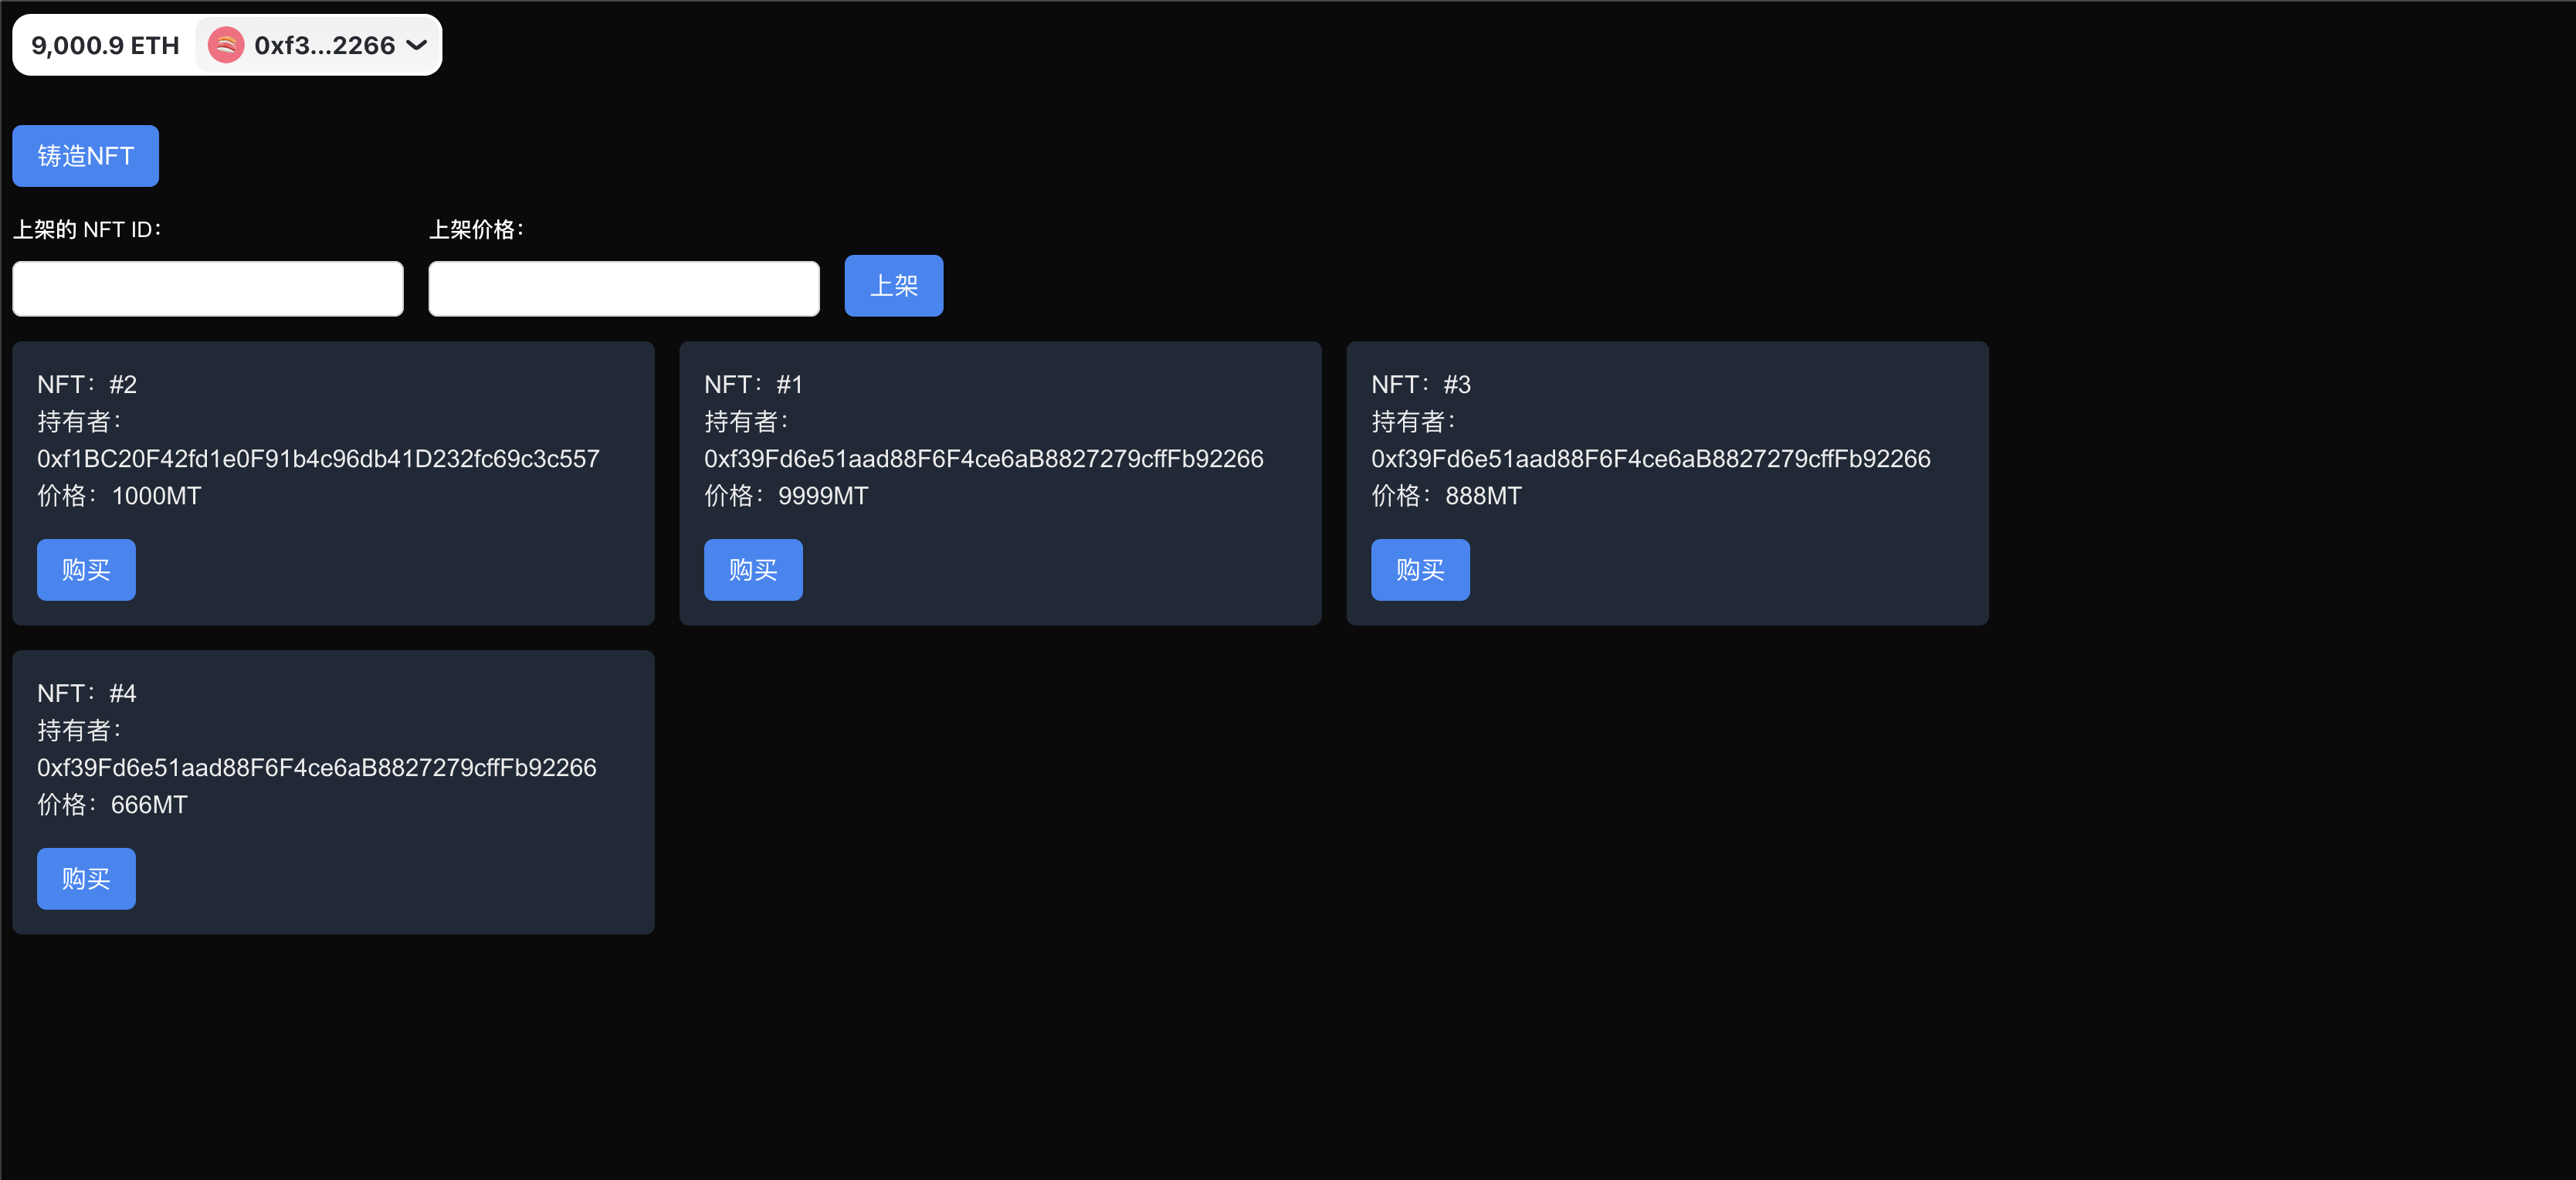 9,000.9 ETH 0xf3...2266
铸造NFT
上架的 NFT ID： 上架价格：
上架
NFT：#2
持有者：
0xf1BC20F42fd1e0F91b4c96db41D232fc69c3c557
价格：1000MT
购买
NFT：#1
持有者：
0xf39Fd6e51aad88F6F4ce6aB8827279cffFb92266
价格：9999MT
购买
NFT：#3
持有者：
0xf39Fd6e51aad88F6F4ce6aB8827279cffFb92266
价格：888MT
购买
NFT：#4
持有者：
0xf39Fd6e51aad88F6F4ce6aB8827279cffFb92266
价格：666MT
购买